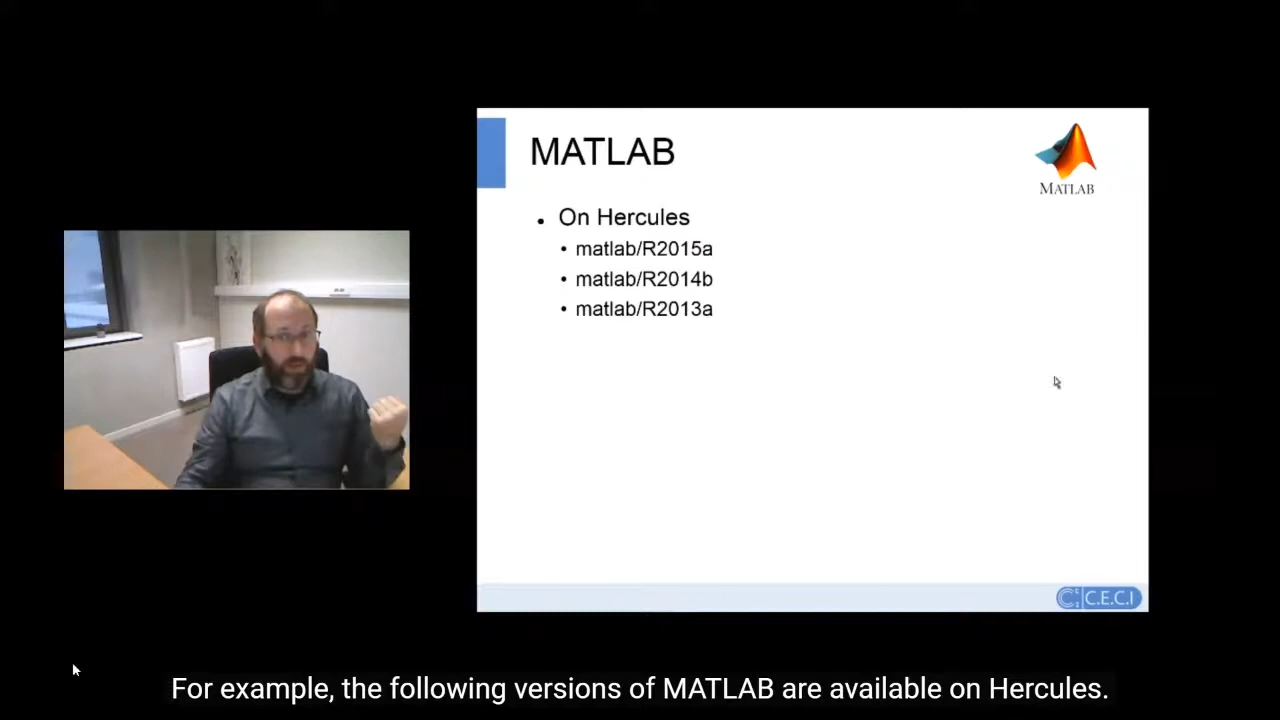 MATLAB
MATLAB
On Hercules
matlab/R2015a
matlab/R2014b
matlab/R2013a
C.E.C.I
For example, the following versions of MATLAB are available on Hercules.